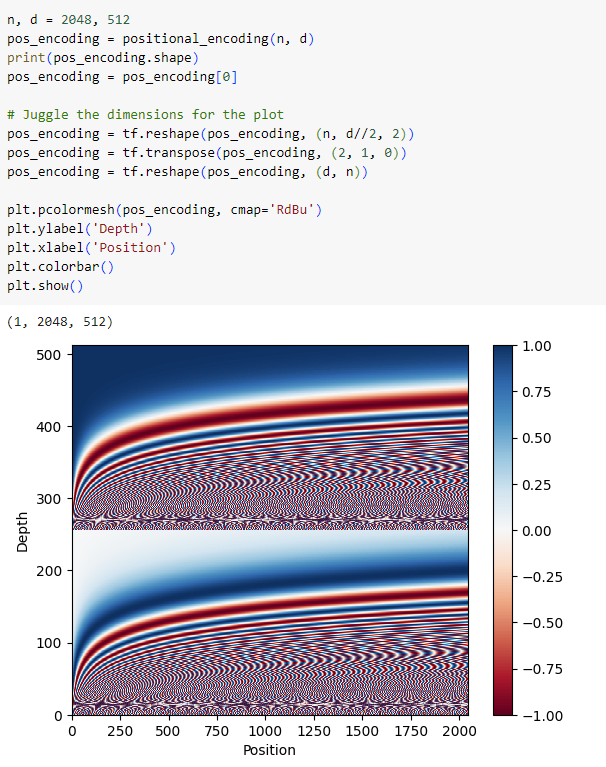 n, d = 2048, 512
pos_encoding = positional_encoding(n, d)
print(pos_encoding.shape)
pos_encoding = pos_encoding[0]
# Juggle the dimensions for the plot
pos_encoding = tf.reshape(pos_encoding, (n, d//2, 2))
pos_encoding = tf.transpose(pos_encoding, (2, 1, 0))
pos_encoding = tf.reshape(pos_encoding, (d, n))
plt.pcolormesh(pos_encoding, cmap='RdBu')
plt.ylabel('Depth')
plt.xlabel('Position')
plt.colorbar()
plt.show()
(1, 2048, 512)
500
400
300
200
100
0
Depth
0 250 500 750 1000 1250 1500 1750 2000
Position
1.00
0.75
0.50
0.25
0.00
−0.25
−0.50
−0.75
−1.00